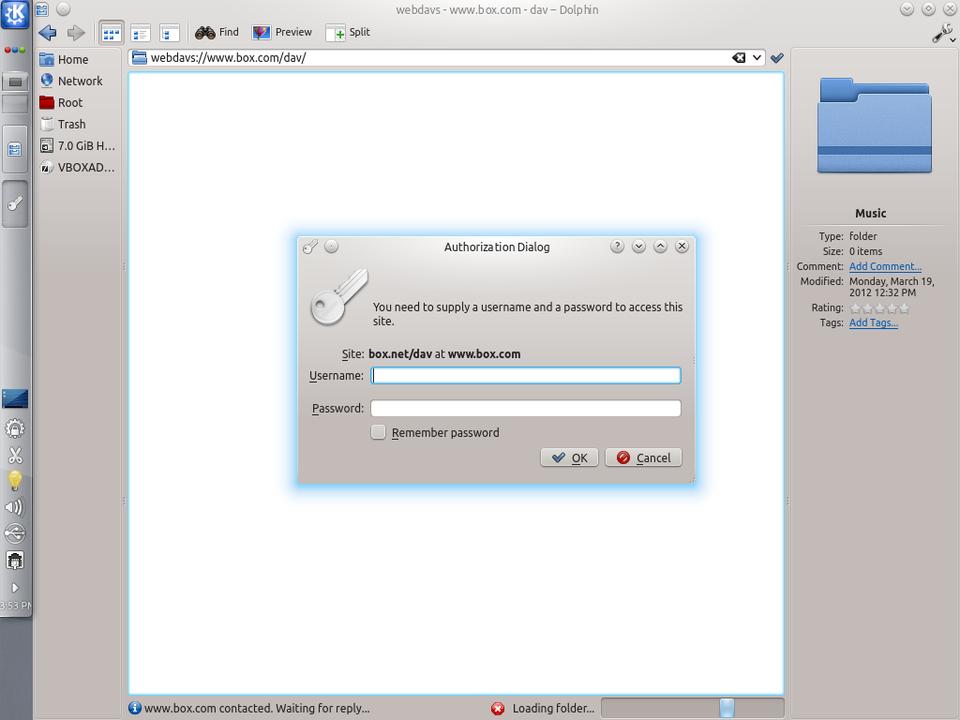 webdavs - www.box.com - dav – Dolphin
Find
Preview
Split
webdavs://www.box.com/dav/
Home
Network
Root
Trash
7.0 GiB H...
VBOXAD...
Authorization Dialog
You need to supply a username and a password to access this
site.
Site: box.net/dav at www.box.com
Username:
Password:
Remember password
OK
Cancel
Music
Type: folder
Size: 0 items
Comment: Add Comment...
Modified: Monday, March 19,
2012 12:32 PM
Rating:
Tags: Add Tags...
3:53 PM
www.box.com contacted. Waiting for reply...
Loading folder...